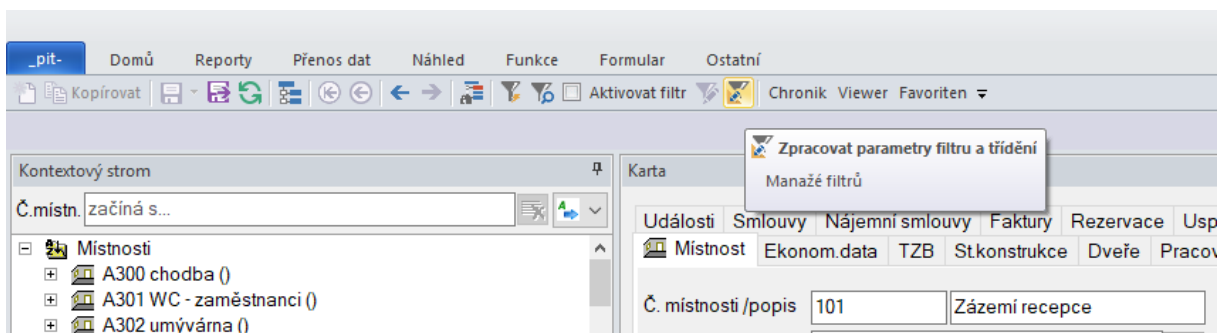 _pit- Domů Reporty Přenos dat Náhled Funkce Formular Ostatní
Kopírovat Aktivovat filtr Chronik Viewer Favoriten
Zpracovat parametry filtru a třídění
Manažé filtrů
Kontextový strom
Karta
Č.místn. začíná s...
Události Smlouvy Nájemní smlouvy Faktury Rezervace Usp
Místnosti
Místnost Ekonom.data TZB St.konstrukce Dveře Pracov
A300 chodba ()
A301 WC - zaměstnanci ()
Č. místnosti /popis 101 Zázemí recepce
A302 umývárna ()